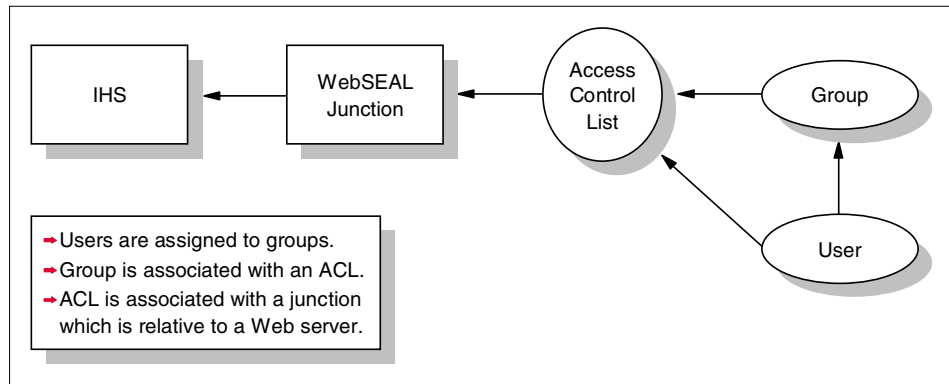 IHS
WebSEAL
Junction
Access
Control
List
Group
User
Users are assigned to groups.
Group is associated with an ACL.
ACL is associated with a junction
which is relative to a Web server.